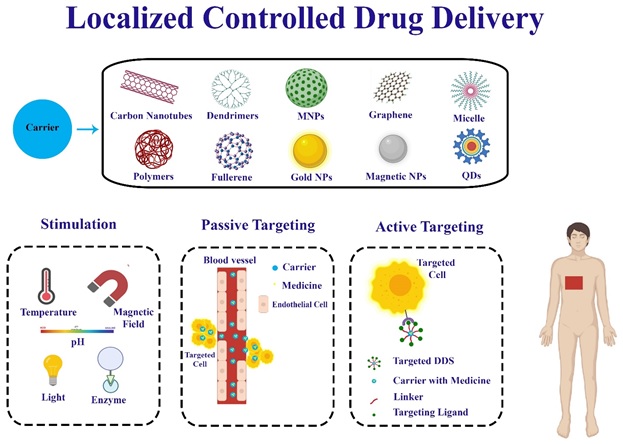 Localized Controlled Drug Delivery
Carrier
Carbon Nanotubes
Dendrimers
MNPs
Graphene
Micelle
Polymers
Fullerene
Gold NPs
Magnetic NPs
QDs
Stimulation
Temperature
Magnetic
Field
pH
Light
Enzyme
Passive Targeting
Blood vessel
Carrier
Medicine
Endothelial Cell
Targeted
Cell
Targeted
Cell
Active Targeting
Targeted
Cell
Targeted DDS
Carrier with Medicine
Linker
Targeting Ligand